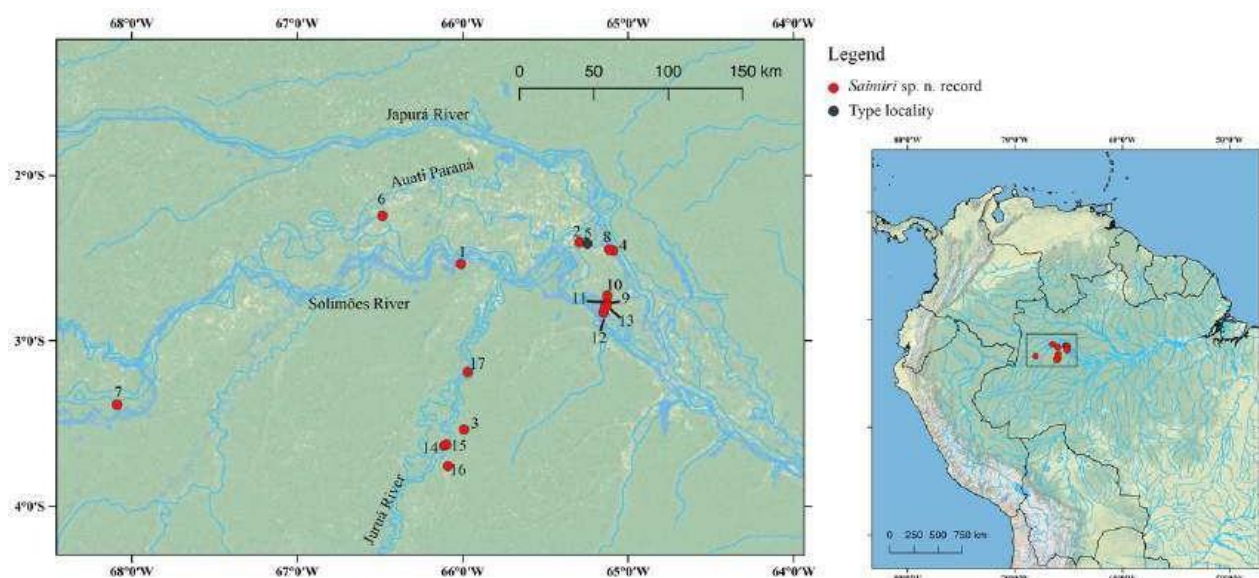 68°0'W 67°0'W 66°0'W 65°0'W 64°0'W
0 50 100 150 km
Legend
Saimiri sp. n. record
Type locality
Japurá River
Auatí Paraná
2°0'S
6
2 5 8 4
1
10
11 9
Solimões River
13
12
3°0'S
17
7
3
14 15
16
Juruá River
4°0'S
68°0'W 67°0'W 66°0'W 65°0'W 64°0'W
0 250 500 750 km